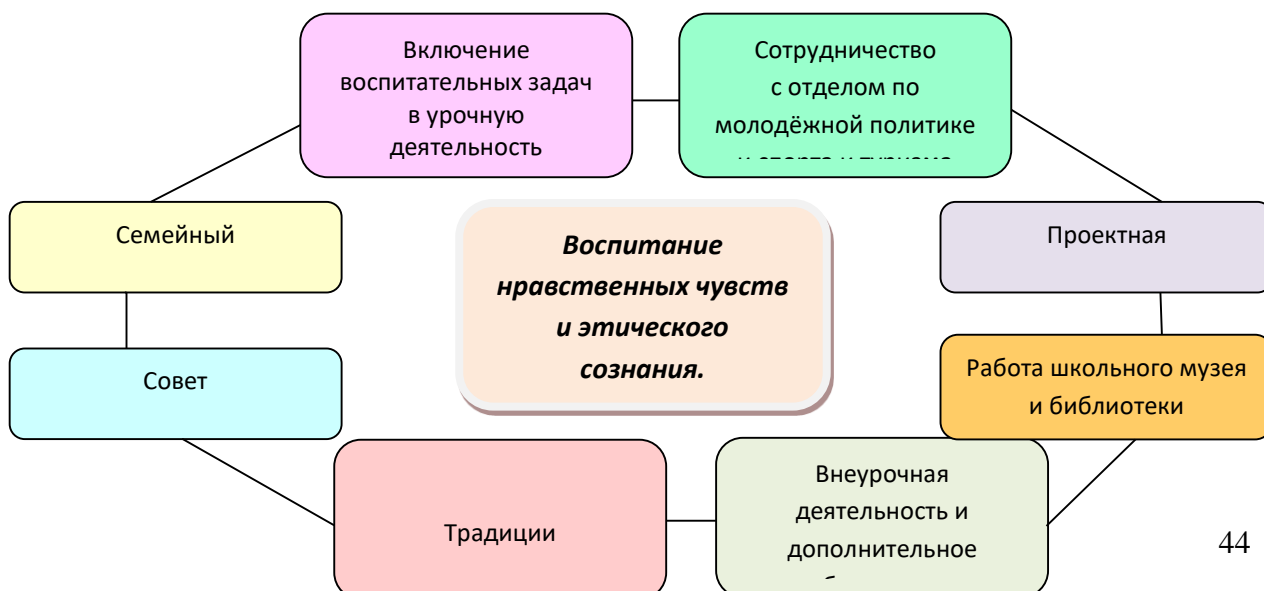 Включение
воспитательных задач
в урочную
деятельность
Сотрудничество
с отделом по
молодёжной политике
Семейный
Воспитание
нравственных чувств
и этического
сознания.
Проектная
Совет
Работа школьного музея
и библиотеки
Традиции
Внеурочная
деятельность и
дополнительное
44